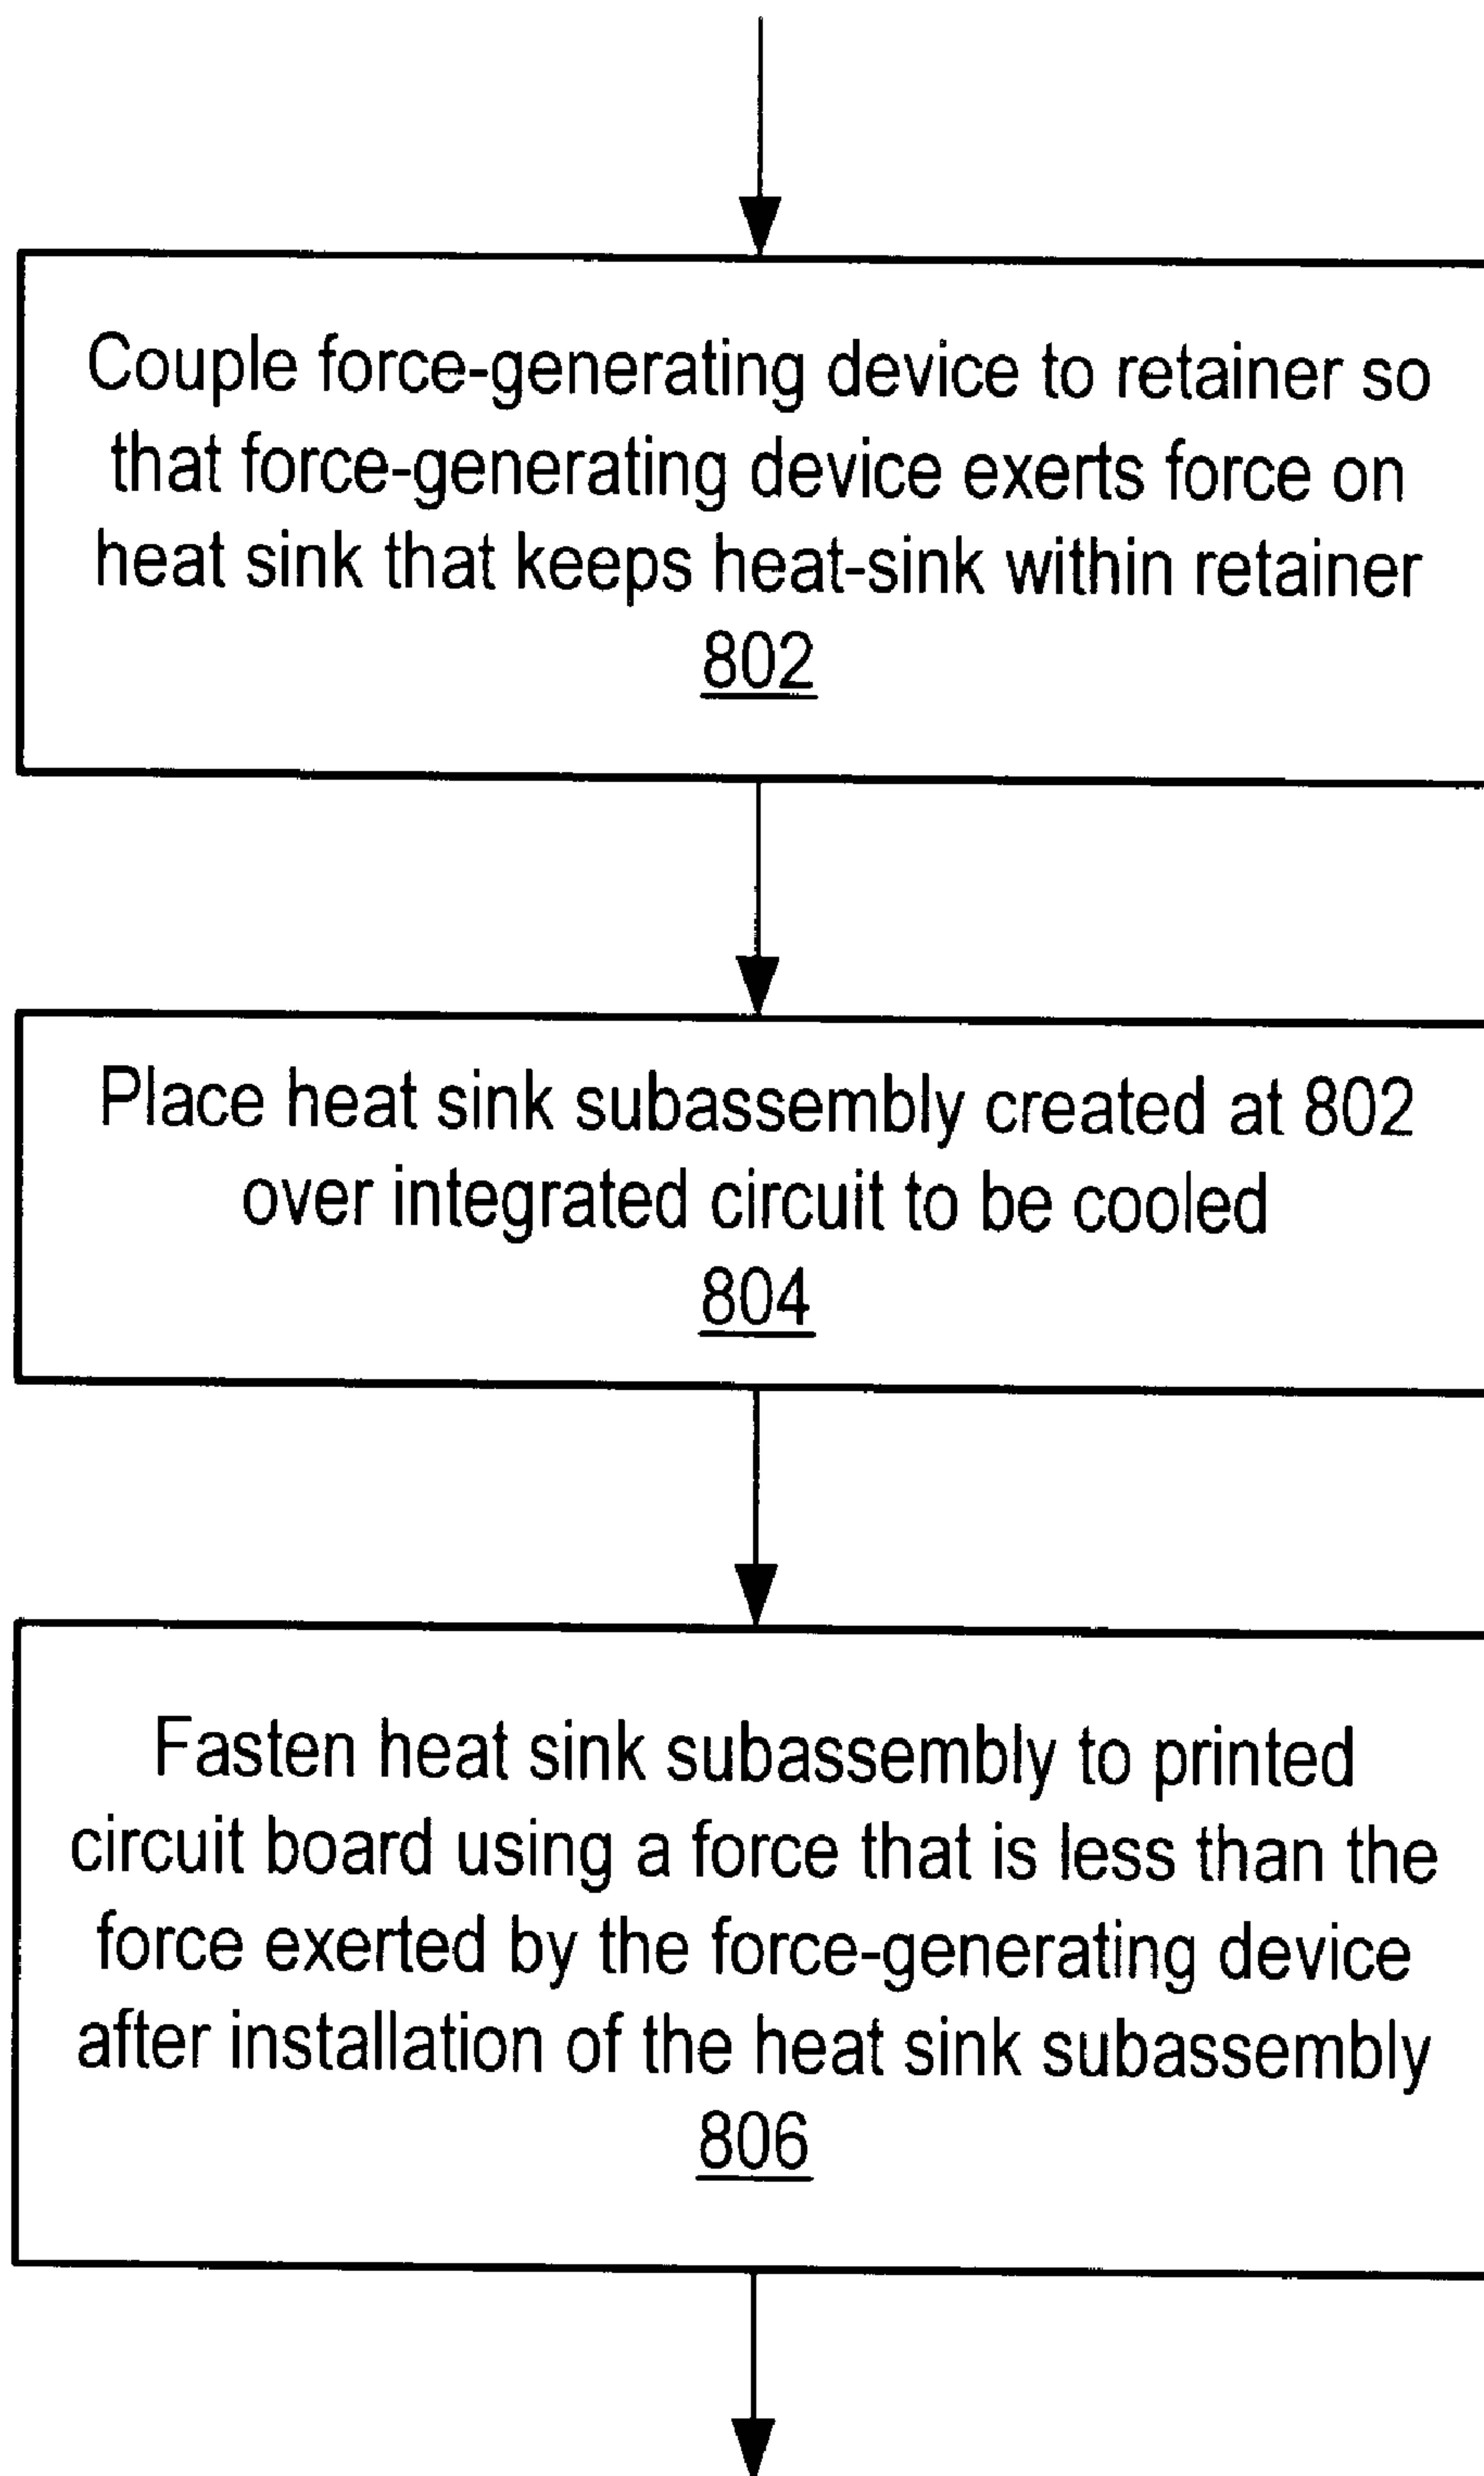 Couple force-generating device to retainer so
that force-generating device exerts force on
heat sink that keeps heat-sink within retainer
802
Place heat sink subassembly created at 802
over integrated circuit to be cooled
804
Fasten heat sink subassembly to printed
circuit board using a force that is less than the
force exerted by the force-generating device
after installation of the heat sink subassembly
806